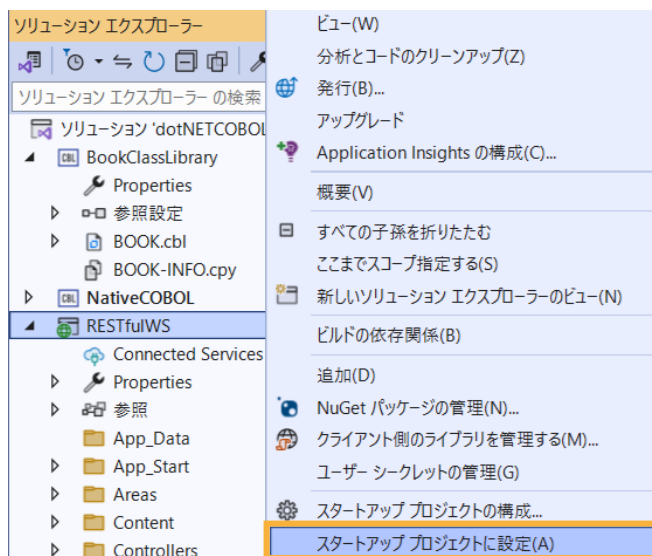 ソリューション エクスプローラー
ソリューション エクスプローラー の検索
ソリューション 'dotNETCOBOL
BookClassLibrary
Properties
参照設定
BOOK.cbl
BOOK-INFO.cpy
NativeCOBOL
RESTfulWS
Connected Services
Properties
参照
App_Data
App_Start
Areas
Content
Controllers
ビュー(W)
分析とコードのクリーンアップ(Z)
発行(B)...
アップグレード
Application Insights の構成(C)...
概要(V)
すべての子孫を折りたたむ
ここまでスコープ指定する(S)
新しいソリューション エクスプローラーのビュー(N)
ビルドの依存関係(B)
追加(D)
NuGet パッケージの管理(N)...
クライアント側のライブラリを管理する(M)...
ユーザー シークレットの管理(G)
スタートアップ プロジェクトの構成...
スタートアップ プロジェクトに設定(A)